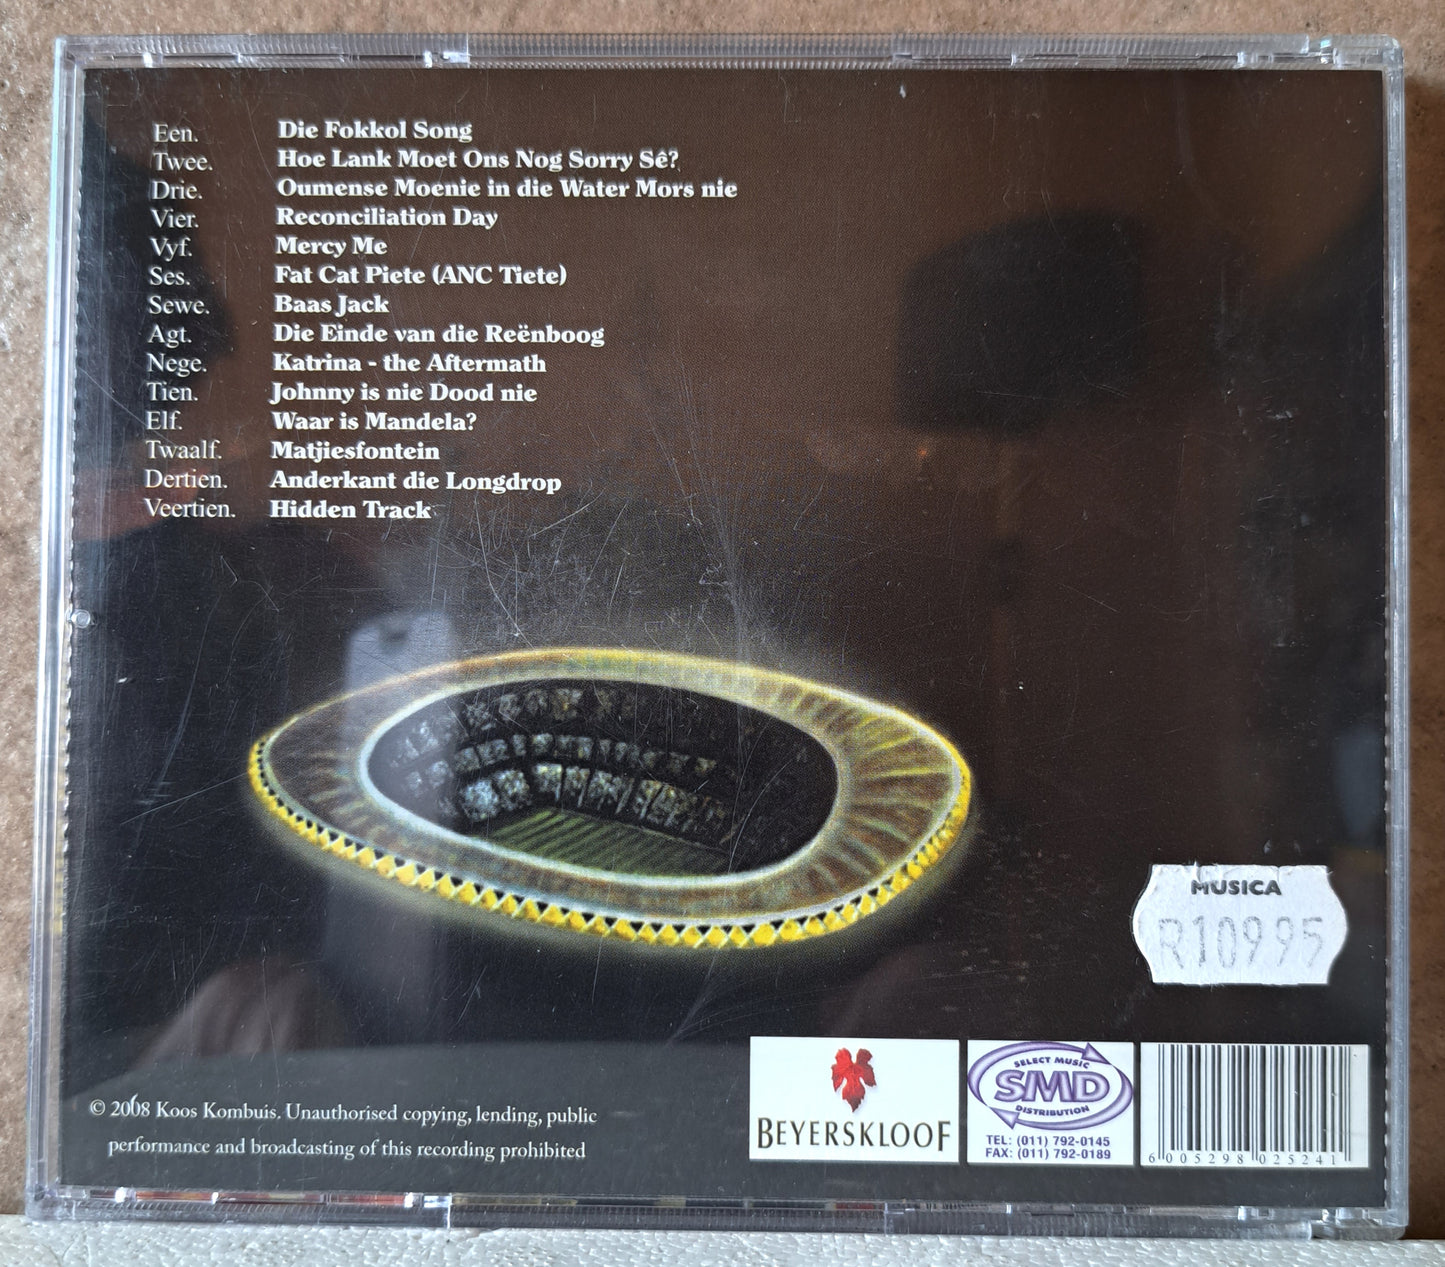 Een. Die Fokkol Song
Twee. Hoe Lank Moet Ons Nog Sorry Sê?
Drie. Oumense Moenie in die Water Mors nie
Vier. Reconciliation Day
Vyf. Mercy Me
Ses. Fat Cat Piete (ANC Tiete)
Sewe. Baas Jack
Agt. Die Einde van die Reënboog
Nege. Katrina - the Aftermath
Tien. Johnny is nie Dood nie
Elf. Waar is Mandela?
Twaalf. Matjiesfontein
Dertien. Anderkant die Longdrop
Veertien. Hidden Track
MUSICA
R10995
© 2008 Koos Kombuis. Unauthorised copying, lending, public
performance and broadcasting of this recording prohibited
BEYERSKLOOF
SELECT MUSIC
SMD
DISTRIBUTION
TEL: (011) 792-0145
FAX: (011) 792-0189
6 005298 025241